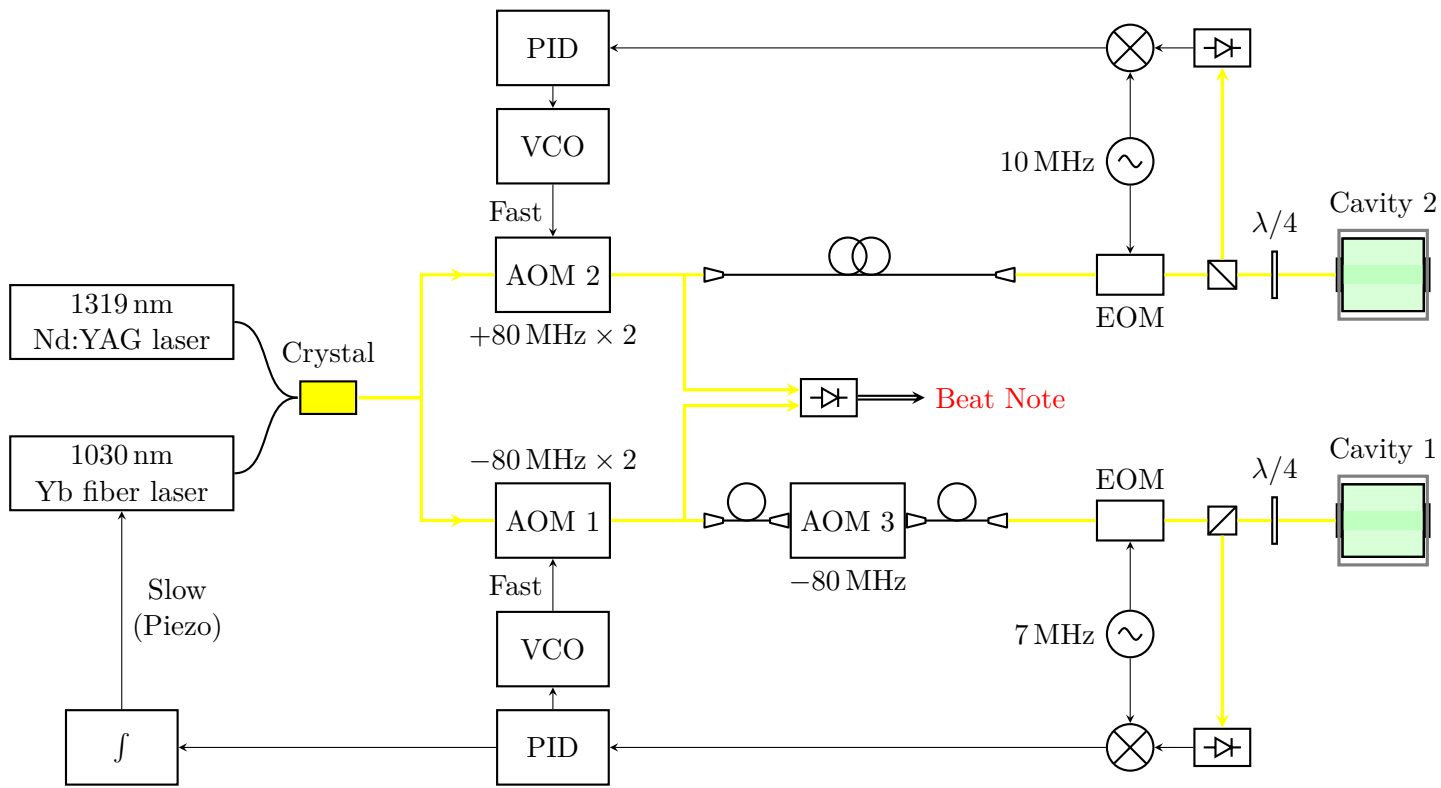 PID
VCO
10 MHz
Fast
Cavity 2
λ/4
AOM 2
1319 nm
Nd:YAG laser
EOM
+80 MHz × 2
Crystal
Beat Note
1030 nm
Yb fiber laser
−80 MHz × 2
Cavity 1
λ/4
EOM
AOM 1
AOM 3
−80 MHz
Fast
Slow
(Piezo)
7 MHz
VCO
∫
PID